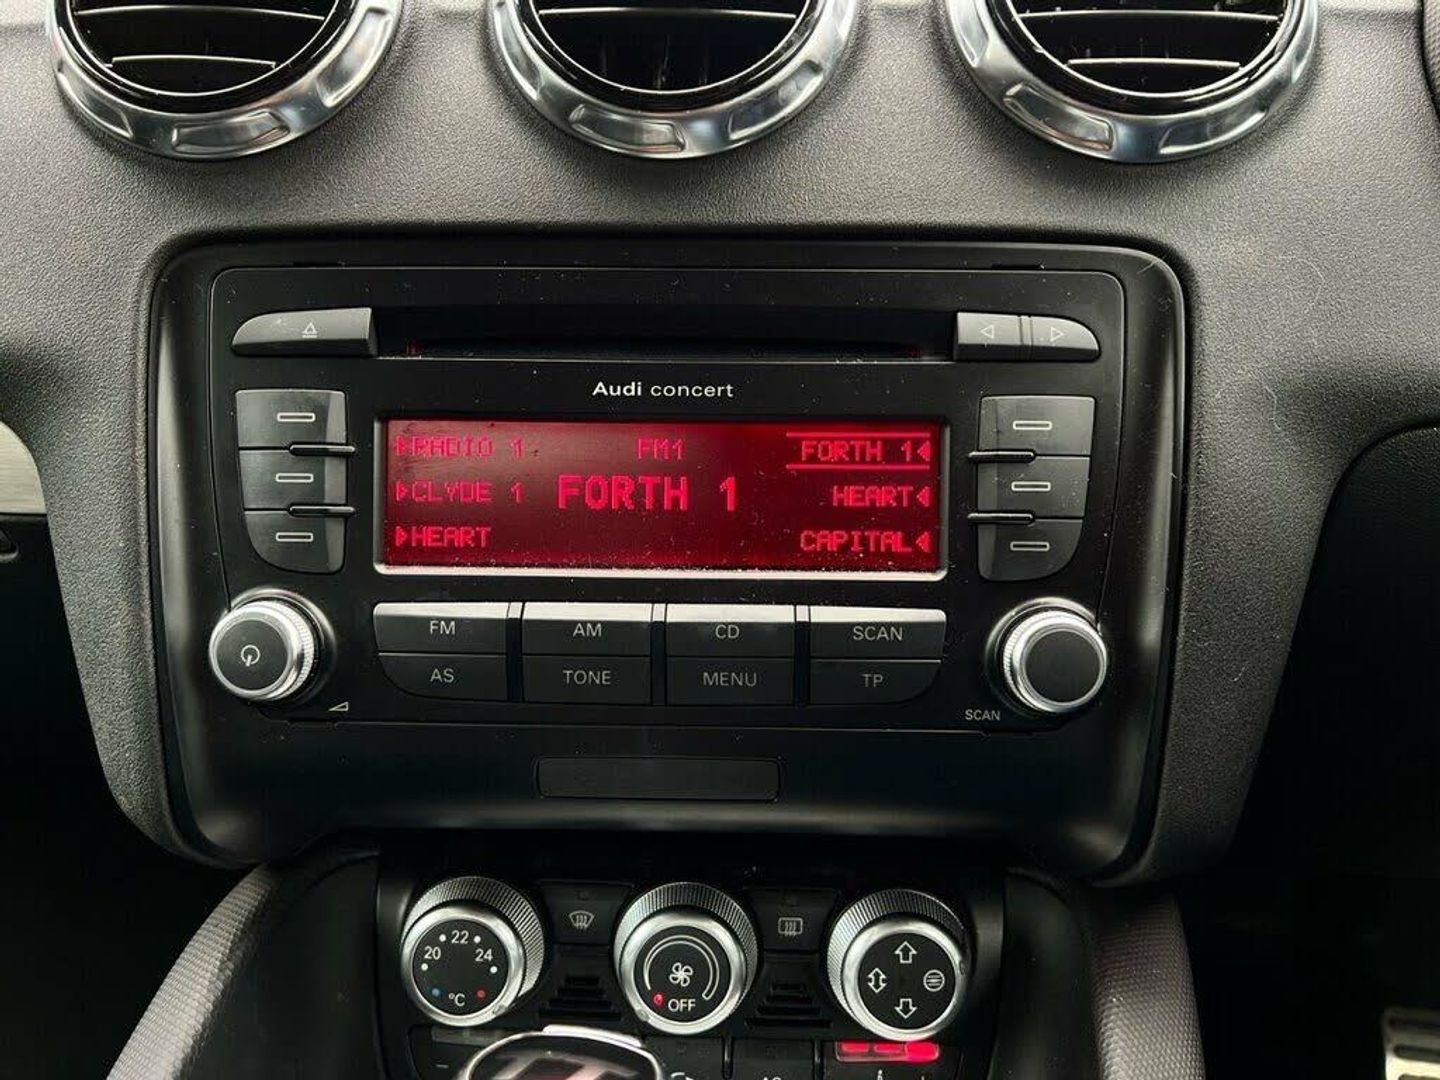 Audi concert
RADIO 1 FM1 FORTH 1
CLYDE 1 FORTH 1 HEART
HEART CAPITAL
FM AM CD SCAN
AS TONE MENU TP
SCAN
20 22 24
°C
OFF